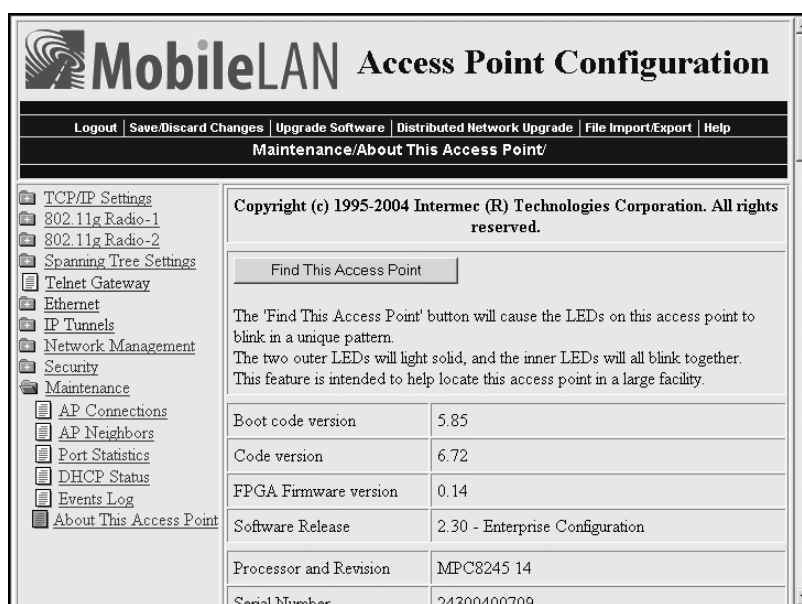 MobileLAN Access Point Configuration
Logout | Save/Discard Changes | Upgrade Software | Distributed Network Upgrade | File Import/Export | Help
Maintenance/About This Access Point/
TCP/IP Settings
802.11g Radio-1
802.11g Radio-2
Spanning Tree Settings
Telnet Gateway
Ethernet
IP Tunnels
Network Management
Security
Maintenance
AP Connections
AP Neighbors
Port Statistics
DHCP Status
Events Log
About This Access Point
Copyright (c) 1995-2004 Intermec (R) Technologies Corporation. All rights
reserved.
Find This Access Point
The 'Find This Access Point' button will cause the LEDs on this access point to
blink in a unique pattern.
The two outer LEDs will light solid, and the inner LEDs will all blink together.
This feature is intended to help locate this access point in a large facility.
Boot code version 5.85
Code version 6.72
FPGA Firmware version 0.14
Software Release 2.30 - Enterprise Configuration
Processor and Revision MPC8245 14
Serial Number 24300400709